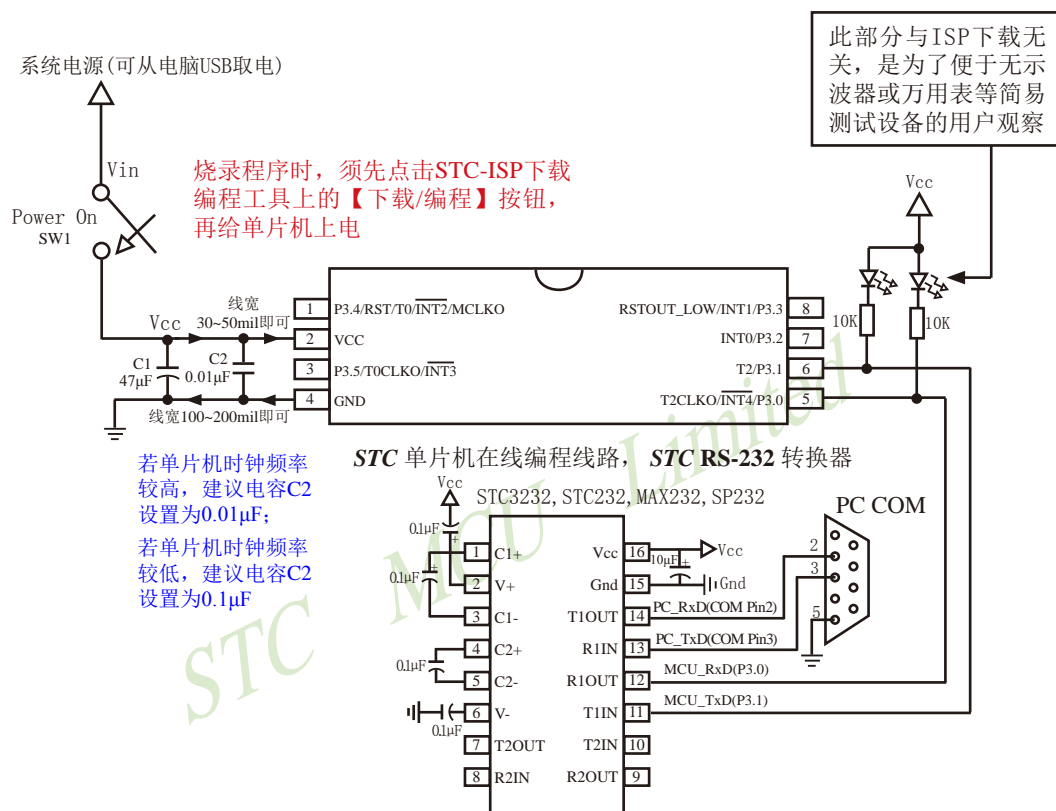 系统电源(可从电脑USB取电)
Vin
Power On
SW1
烧录程序时，须先点击STC-ISP下载
编程工具上的【下载/编程】按钮，
再给单片机上电
此部分与ISP下载无
关，是为了便于无示
波器或万用表等简易
测试设备的用户观察
Vcc
10K
10K
线宽
30~50mil即可
Vcc
C1
47μF
C2
0.01μF
线宽100~200mil即可
1 P3.4/RST/T0/INT2/MCLKO
2 VCC
3 P3.5/T0CLKO/INT3
4 GND
RSTOUT_LOW/INT1/P3.3 8
INT0/P3.2 7
T2/P3.1 6
T2CLKO/INT4/P3.0 5
若单片机时钟频率
较高，建议电容C2
设置为0.01μF；
若单片机时钟频率
较低，建议电容C2
设置为0.1μF
STC 单片机在线编程线路， STC RS-232 转换器
STC3232, STC232, MAX232, SP232
Vcc
0.1μF
+
0.1μF
+
0.1μF
0.1μF
1 C1+
2 V+
3 C1-
4 C2+
5 C2-
6 V-
7 T2OUT
8 R2IN
Vcc 16
Gnd 15
T1OUT 14
R1IN 13
R1OUT 12
T1IN 11
T2IN 10
R2OUT 9
10μF
+
Vcc
Gnd
PC_RxD(COM Pin2)
PC_TxD(COM Pin3)
MCU_RxD(P3.0)
MCU_TxD(P3.1)
PC COM
2
3
5
STC MCU Limited